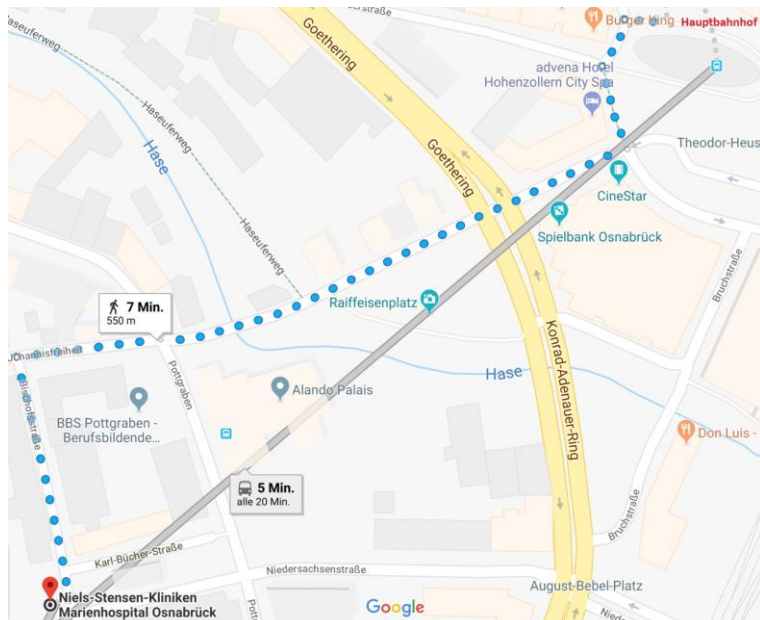 Burger King
Hauptbahnhof
Goethering
Haseuferweg
advena Hotel
Hohenzollern City Spa
Theodor-Heus
Hase
Goethering
CineStar
Haseuferweg
Spielbank Osnabrück
Bruchstraße
Haseuferweg
7 Min.
550 m
Raiffeisenplatz
Konrad-Adenauer-Ring
Hase
Pottgraben
Bischofsstraße
Alando Palais
BBS Pottgraben -
Berufsbildende...
Don Luis -
5 Min.
alle 20 Min.
Bruchstraße
Karl-Bücher-Straße
Niedersachsenstraße
August-Bebel-Platz
Niels-Stensen-Kliniken
Marienhospital Osnabrück
Google